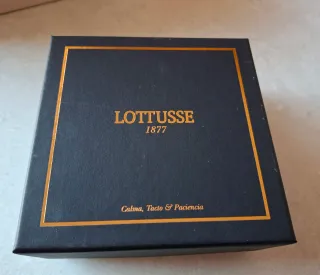 LOTTUSSE
1877
Calma, Tacto & Paciencia